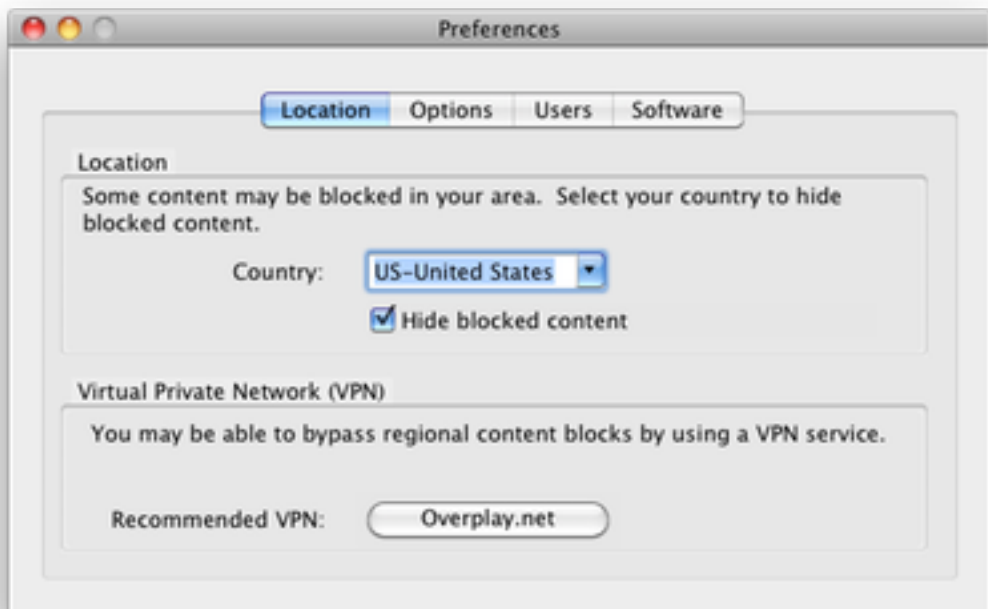 Preferences
Location Options Users Software
Location
Some content may be blocked in your area. Select your country to hide
blocked content.
Country: US-United States
Hide blocked content
Virtual Private Network (VPN)
You may be able to bypass regional content blocks by using a VPN service.
Recommended VPN: Overplay.net